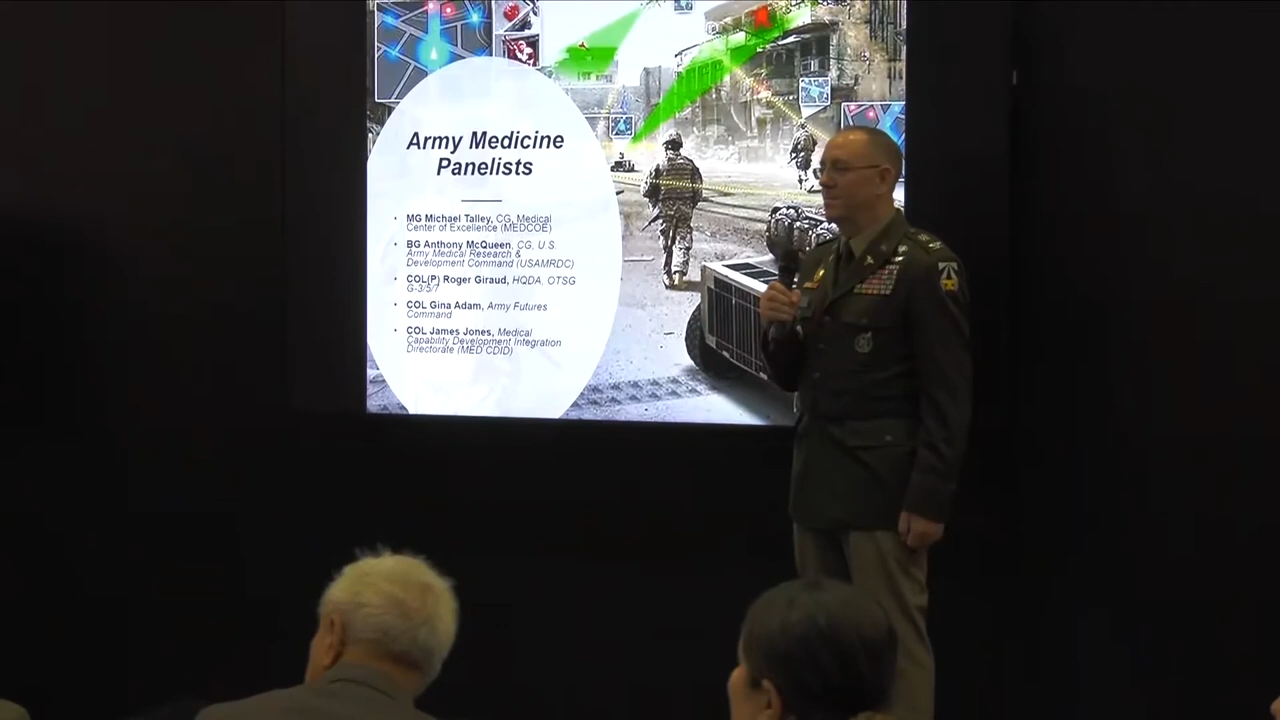 Army Medicine
Panelists
• MG Michael Talley, CG, Medical
Center of Excellence (MEDCOE)
• BG Anthony McQueen, CG, U.S.
Army Medical Research &
Development Command (USAMRDC)
• COL(P) Roger Giraud, HQDA, OTSG
G-3/5/7
• COL Gina Adam, Army Futures
Command
• COL James Jones, Medical
Capability Development Integration
Directorate (MED CDID)